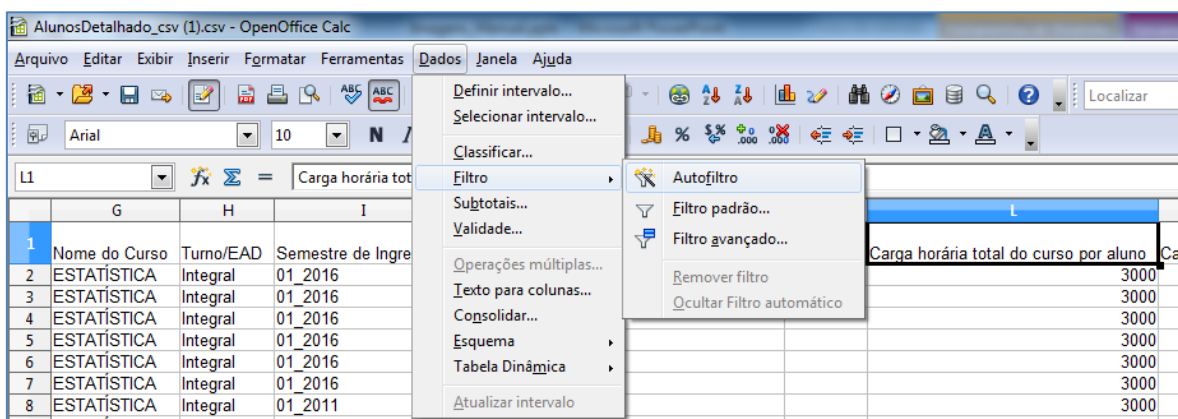 AlunosDetalhado_csv (1).csv - OpenOffice Calc
Arquivo Editar Exibir Inserir Formatar Ferramentas Dados Janela Ajuda
ABC ABC Localizar
Arial 10 N I % $% .000 .000 A
L1 fx Σ = Carga horária tot
Definir intervalo...
Selecionar intervalo...
Classificar...
Filtro
Subtotais...
Validade...
Operações múltiplas...
Texto para colunas...
Consolidar...
Esquema
Tabela Dinâmica
Atualizar intervalo
Autofiltro
Filtro padrão...
Filtro avançado...
Remover filtro
Ocultar Filtro automático
G H I L
1 Nome do Curso Turno/EAD Semestre de Ingre Carga horária total do curso por aluno Ca
2 ESTATÍSTICA Integral 01_2016 3000
3 ESTATÍSTICA Integral 01_2016 3000
4 ESTATÍSTICA Integral 01_2016 3000
5 ESTATÍSTICA Integral 01_2016 3000
6 ESTATÍSTICA Integral 01_2016 3000
7 ESTATÍSTICA Integral 01_2016 3000
8 ESTATÍSTICA Integral 01_2011 3000